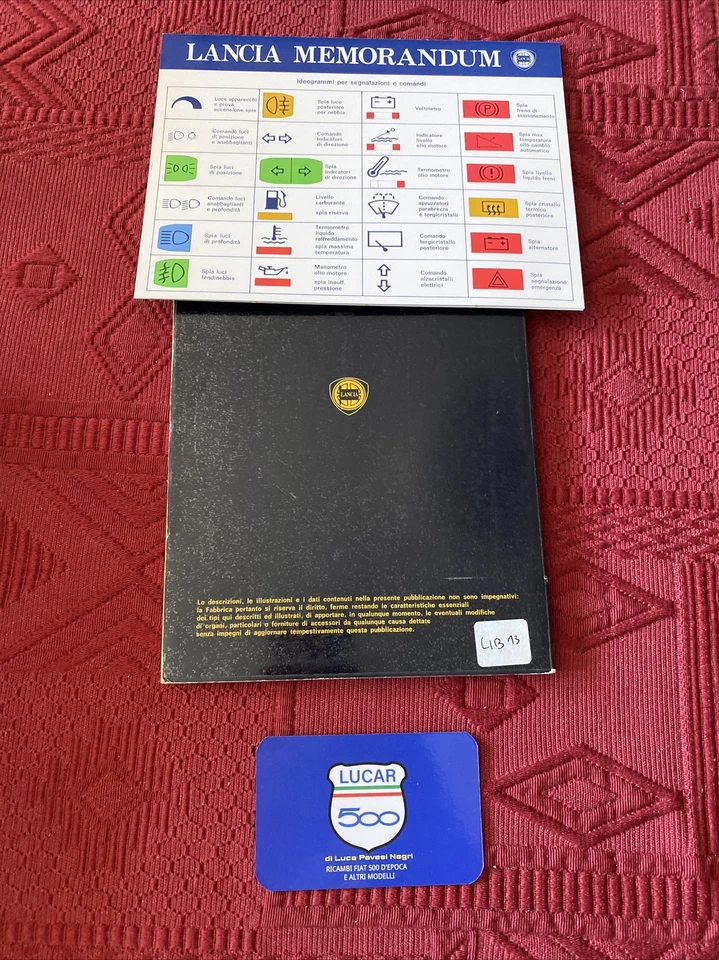 LANCIA MEMORANDUM
LANCIA
Ideogrammi per segnalazioni e comandi
Luce apparecchi
e prova
accensione spie
Spia luce
posteriore
per nebbia
Voltmetro
Spia
freno di
stazionamento
Comando luci
di posizione
e anabbaglianti
Comando
indicatori
di direzione
Indicatore
livello
olio motore
Spia max
temperatura
olio cambio
automatico
Spia luci
di posizione
Spia
indicatori
di direzione
Termometro
olio motore
Spia livello
liquido freni
Comando luci
anabbaglianti
e profondità
Livello
carburante
spia riserva
Comando
spruzzatori
parabrezza
e tergicristalli
Spia cristallo
termico
posteriore
Spia luci
di profondità
Termometro
liquido
raffreddamento
spia massima
temperatura
Comando
tergicristallo
posteriore
Spia
alternatore
Spia luci
fendinebbia
Manometro
olio motore
spia insuff.
pressione
Comando
alzacristalli
elettrici
Spia
segnalazione
emergenza
LANCIA
Le descrizioni, le illustrazioni e i dati contenuti nella presente pubblicazione non sono impegnativi:
la Fabbrica pertanto si riserva il diritto, ferme restando le caratteristiche essenziali
dei tipi qui descritti ed illustrati, di apportare, in qualunque momento, le eventuali modifiche
di organi, particolari o forniture di accessori da qualunque causa dettate
senza impegni di aggiornare tempestivamente questa pubblicazione.
LIB 13
LUCAR
500
di Luca Pavesi Negri
RICAMBI FIAT 500 D'EPOCA
E ALTRI MODELLI